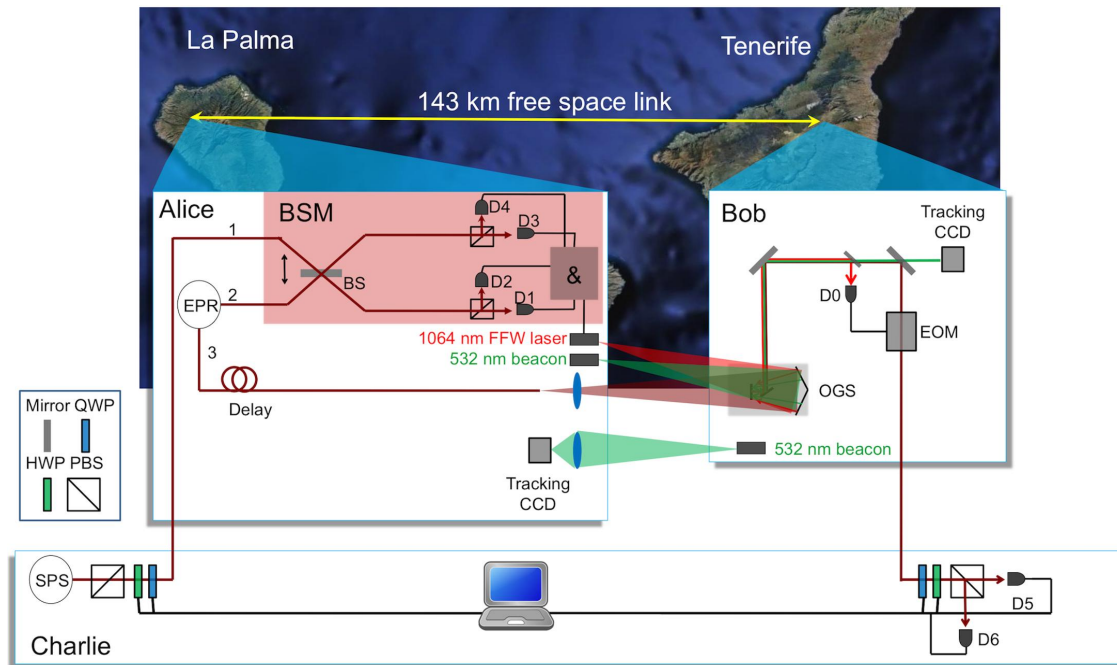 La Palma
Tenerife
143 km free space link
Alice
BSM
1
2
3
EPR
BS
D4
D3
D2
D1
&
1064 nm FFW laser
532 nm beacon
Delay
Tracking
CCD
Bob
Tracking
CCD
D0
EOM
OGS
532 nm beacon
Mirror QWP
HWP PBS
SPS
Charlie
D5
D6